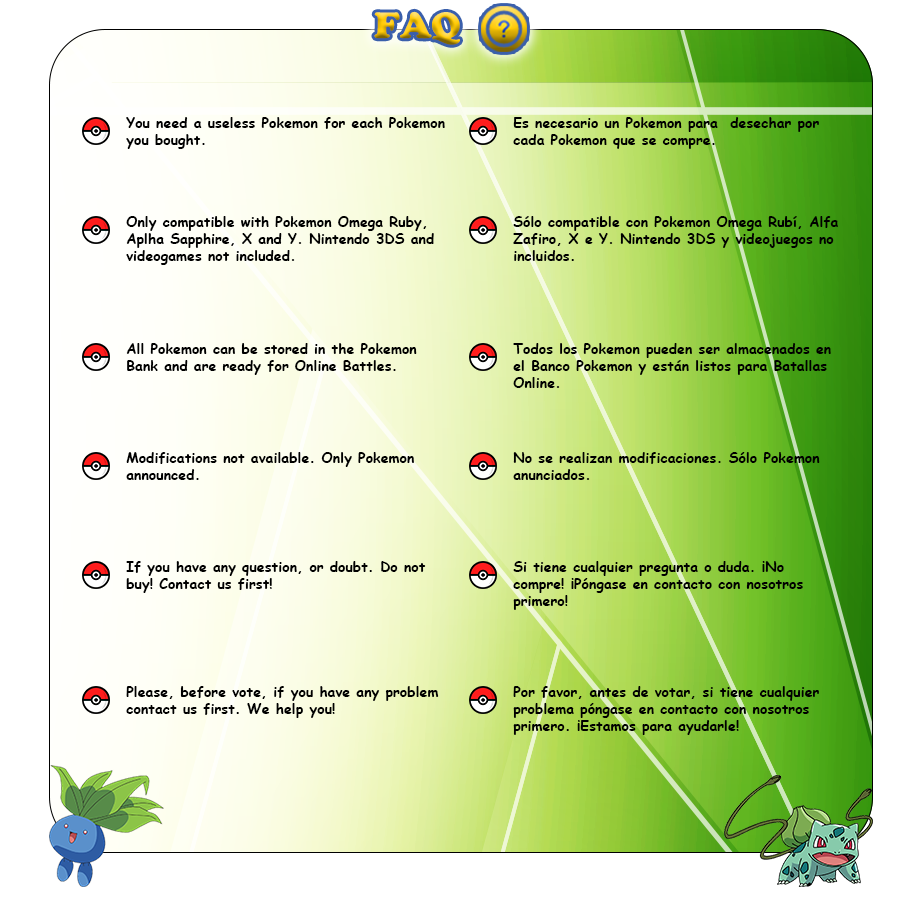 FAQ ?
You need a useless Pokemon for each Pokemon
you bought.
Es necesario un Pokemon para desechar por
cada Pokemon que se compre.
Only compatible with Pokemon Omega Ruby,
Aplha Sapphire, X and Y. Nintendo 3DS and
videogames not included.
Sólo compatible con Pokemon Omega Rubí, Alfa
Zafiro, X e Y. Nintendo 3DS y videojuegos no
incluidos.
All Pokemon can be stored in the Pokemon
Bank and are ready for Online Battles.
Todos los Pokemon pueden ser almacenados en
el Banco Pokemon y están listos para Batallas
Online.
Modifications not available. Only Pokemon
announced.
No se realizan modificaciones. Sólo Pokemon
anunciados.
If you have any question, or doubt. Do not
buy! Contact us first!
Si tiene cualquier pregunta o duda. ¡No
compre! ¡Póngase en contacto con nosotros
primero!
Please, before vote, if you have any problem
contact us first. We help you!
Por favor, antes de votar, si tiene cualquier
problema póngase en contacto con nosotros
primero. ¡Estamos para ayudarle!